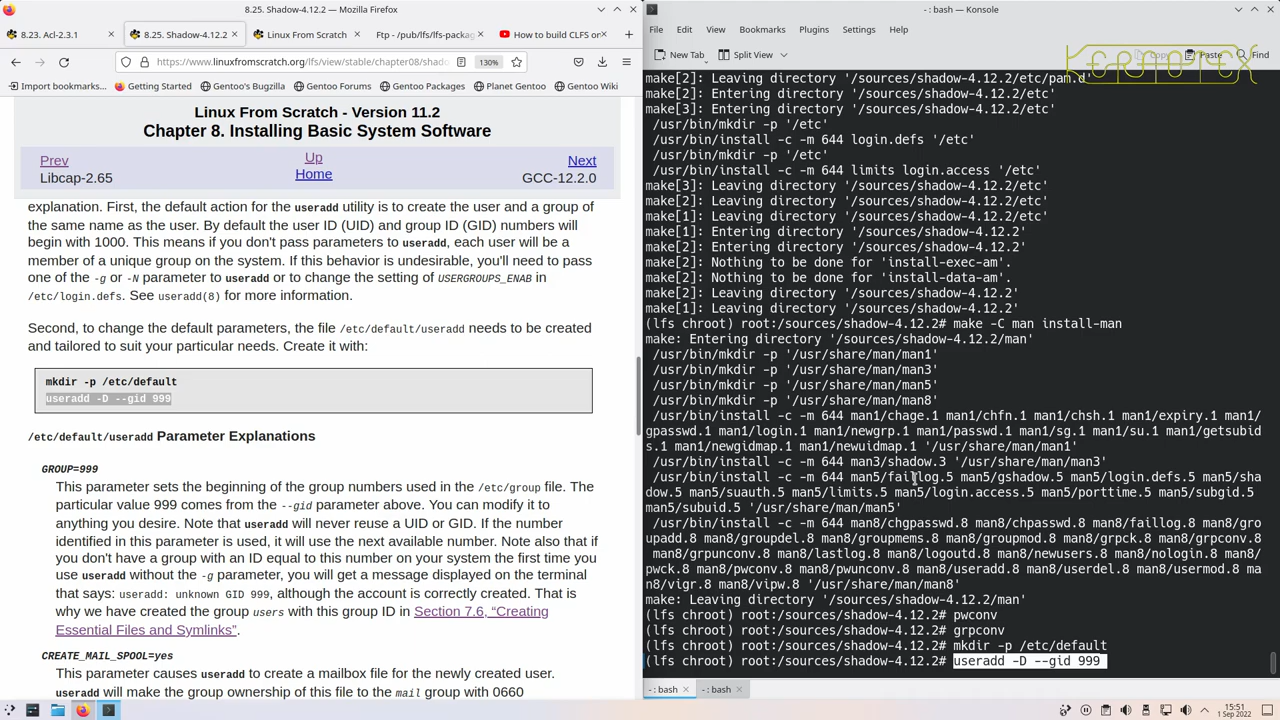 8.25. Shadow-4.12.2 — Mozilla Firefox
8.23. Acl-2.3.1
8.25. Shadow-4.12.2
Linux From Scratch
Ftp - /pub/lfs/lfs-packag
How to build CLFS on
https://www.linuxfromscratch.org/lfs/view/stable/chapter08/shado
130%
Import bookmarks...
Getting Started
Gentoo's Bugzilla
Gentoo Forums
Gentoo Packages
Planet Gentoo
Gentoo Wiki
Linux From Scratch - Version 11.2
Chapter 8. Installing Basic System Software
Prev
Up
Next
Libcap-2.65
Home
GCC-12.2.0
explanation. First, the default action for the useradd utility is to create the user and a group of
the same name as the user. By default the user ID (UID) and group ID (GID) numbers will
begin with 1000. This means if you don't pass parameters to useradd, each user will be a
member of a unique group on the system. If this behavior is undesirable, you'll need to pass
one of the -g or -N parameter to useradd or to change the setting of USERGROUPS_ENAB in
/etc/login.defs. See useradd(8) for more information.
Second, to change the default parameters, the file /etc/default/useradd needs to be created
and tailored to suit your particular needs. Create it with:
mkdir -p /etc/default
useradd -D --gid 999
/etc/default/useradd Parameter Explanations
GROUP=999
This parameter sets the beginning of the group numbers used in the /etc/group file. The
particular value 999 comes from the --gid parameter above. You can modify it to
anything you desire. Note that useradd will never reuse a UID or GID. If the number
identified in this parameter is used, it will use the next available number. Note also that if
you don't have a group with an ID equal to this number on your system the first time you
use useradd without the -g parameter, you will get a message displayed on the terminal
that says: useradd: unknown GID 999, although the account is correctly created. That is
why we have created the group users with this group ID in Section 7.6, “Creating
Essential Files and Symlinks”.
CREATE_MAIL_SPOOL=yes
This parameter causes useradd to create a mailbox file for the newly created user.
useradd will make the group ownership of this file to the mail group with 0660
- : bash — Konsole
File Edit View Bookmarks Plugins Settings Help
New Tab
Split View
Copy
Paste
Find
KERNOTEX
make[2]: Leaving directory '/sources/shadow-4.12.2/etc/pam.d'
make[2]: Entering directory '/sources/shadow-4.12.2/etc'
make[3]: Entering directory '/sources/shadow-4.12.2/etc'
/usr/bin/mkdir -p '/etc'
/usr/bin/install -c -m 644 login.defs '/etc'
/usr/bin/mkdir -p '/etc'
/usr/bin/install -c -m 644 limits login.access '/etc'
make[3]: Leaving directory '/sources/shadow-4.12.2/etc'
make[2]: Leaving directory '/sources/shadow-4.12.2/etc'
make[1]: Leaving directory '/sources/shadow-4.12.2/etc'
make[1]: Entering directory '/sources/shadow-4.12.2'
make[2]: Entering directory '/sources/shadow-4.12.2'
make[2]: Nothing to be done for 'install-exec-am'.
make[2]: Nothing to be done for 'install-data-am'.
make[2]: Leaving directory '/sources/shadow-4.12.2'
make[1]: Leaving directory '/sources/shadow-4.12.2'
(lfs chroot) root:/sources/shadow-4.12.2# make -C man install-man
make: Entering directory '/sources/shadow-4.12.2/man'
/usr/bin/mkdir -p '/usr/share/man/man1'
/usr/bin/mkdir -p '/usr/share/man/man3'
/usr/bin/mkdir -p '/usr/share/man/man5'
/usr/bin/mkdir -p '/usr/share/man/man8'
/usr/bin/install -c -m 644 man1/chage.1 man1/chfn.1 man1/chsh.1 man1/expiry.1 man1/
gpasswd.1 man1/login.1 man1/newgrp.1 man1/passwd.1 man1/sg.1 man1/su.1 man1/getsubid
s.1 man1/newgidmap.1 man1/newuidmap.1 '/usr/share/man/man1'
/usr/bin/install -c -m 644 man3/shadow.3 '/usr/share/man/man3'
/usr/bin/install -c -m 644 man5/faillog.5 man5/gshadow.5 man5/login.defs.5 man5/sha
dow.5 man5/suauth.5 man5/limits.5 man5/login.access.5 man5/porttime.5 man5/subgid.5
man5/subuid.5 '/usr/share/man/man5'
/usr/bin/install -c -m 644 man8/chgpasswd.8 man8/chpasswd.8 man8/faillog.8 man8/gro
upadd.8 man8/groupdel.8 man8/groupmems.8 man8/groupmod.8 man8/grpck.8 man8/grpconv.8
man8/grpunconv.8 man8/lastlog.8 man8/logoutd.8 man8/newusers.8 man8/nologin.8 man8/
pwck.8 man8/pwconv.8 man8/pwunconv.8 man8/useradd.8 man8/userdel.8 man8/usermod.8 ma
n8/vigr.8 man8/vipw.8 '/usr/share/man/man8'
make: Leaving directory '/sources/shadow-4.12.2/man'
(lfs chroot) root:/sources/shadow-4.12.2# pwconv
(lfs chroot) root:/sources/shadow-4.12.2# grpconv
(lfs chroot) root:/sources/shadow-4.12.2# mkdir -p /etc/default
(lfs chroot) root:/sources/shadow-4.12.2# useradd -D --gid 999
- : bash
- : bash
15:51
1 Sep 2022